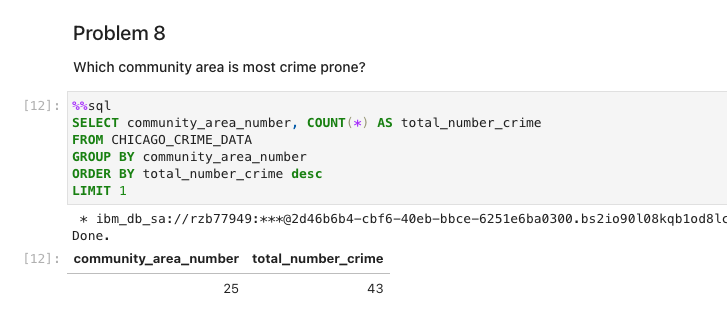 Problem 8
Which community area is most crime prone?
[12]: %%sql
SELECT community_area_number, COUNT(*) AS total_number_crime
FROM CHICAGO_CRIME_DATA
GROUP BY community_area_number
ORDER BY total_number_crime desc
LIMIT 1
* ibm_db_sa://rzb77949:***@2d46b6b4-cbf6-40eb-bbce-6251e6ba0300.bs2io90l08kqb1od8lc
Done.
[12]: community_area_number total_number_crime
25 43